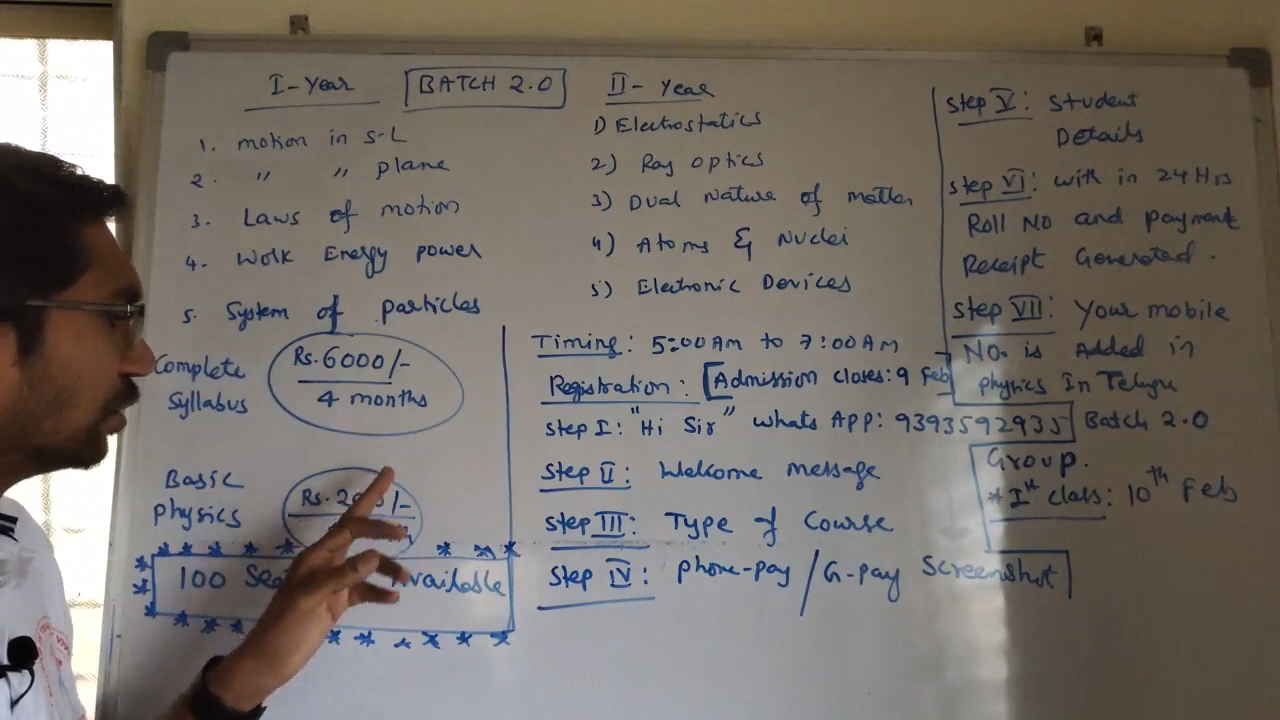 I-Year
BATCH 2.0
1. motion in S-L
2. " " plane
3. Laws of motion
4. Work Energy power
5. System of particles
Complete Syllabus
Rs.6000/-
4 months
Basic Physics
Rs.
100
Available
II-Year
1) Electrostatics
2) Ray optics
3) Dual Nature of matter
4) Atoms & Nuclei
5) Electronic Devices
Timing: 5:00 Am to 7:00 Am
Registration: [Admission closes: 9 Feb]
Step I: "Hi Sir" whats App: 9393592935
Step II: Welcome message
Step III: Type of Course
Step IV: Phone-pay / G-pay Screenshot
Step V: Student
Details
Step VI: with in 24 Hrs
Roll No and payment
Receipt Generated.
Step VII: Your mobile
No. is Added in
Physics In Telugu
Batch 2.0
Group.
* Ist class: 10th Feb